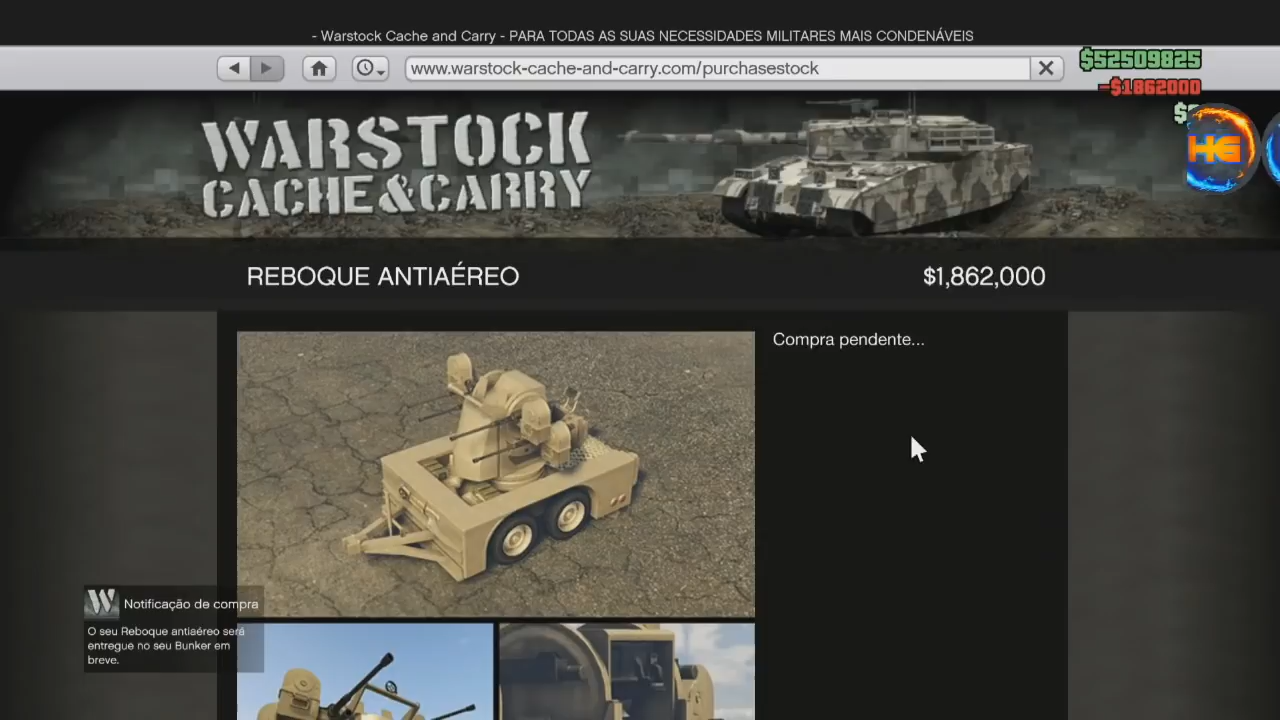 - Warstock Cache and Carry - PARA TODAS AS SUAS NECESSIDADES MILITARES MAIS CONDENÁVEIS
www.warstock-cache-and-carry.com/purchasestock
$52509825
-$1862000
$
HG
WARSTOCK
CACHE&CARRY
REBOQUE ANTIAÉREO
$1,862,000
Compra pendente...
W
Notificação de compra
O seu Reboque antiaéreo será
entregue no seu Bunker em
breve.